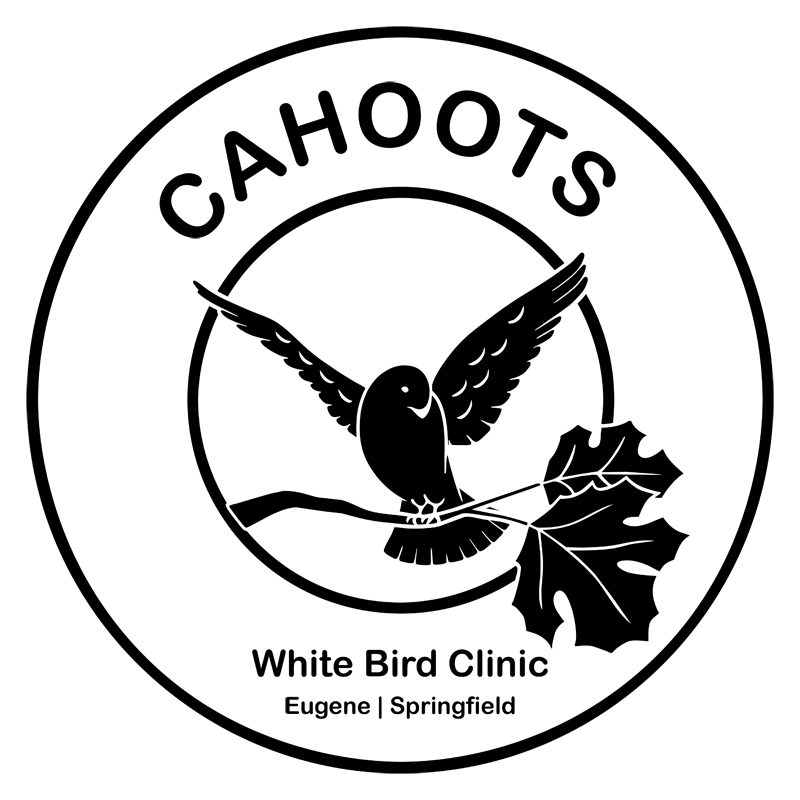 CAHOOTS
White Bird Clinic
Eugene | Springfield